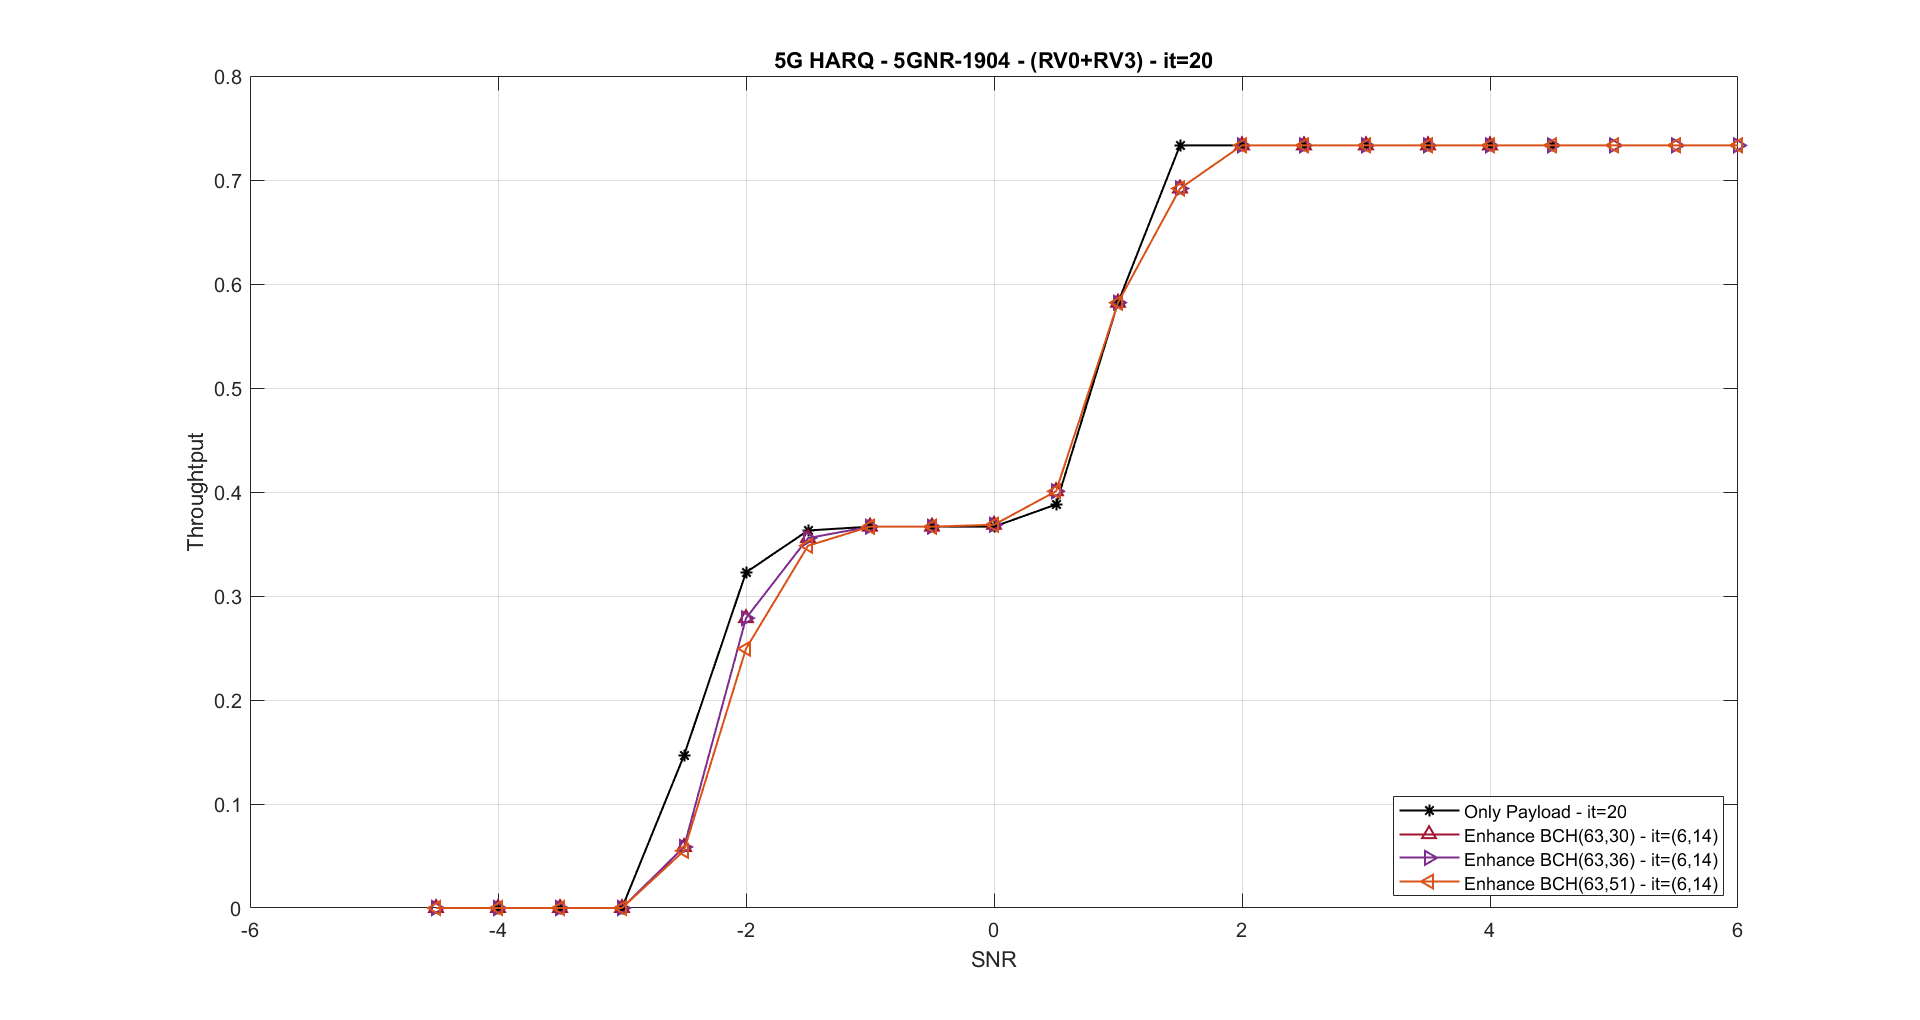 5G HARQ - 5GNR-1904 - (RV0+RV3) - it=20
0.8
0.7
0.6
0.5
0.4
0.3
0.2
0.1
0
Throughtput
-6
-4
-2
0
2
4
6
SNR
Only Payload - it=20
Enhance BCH(63,30) - it=(6,14)
Enhance BCH(63,36) - it=(6,14)
Enhance BCH(63,51) - it=(6,14)